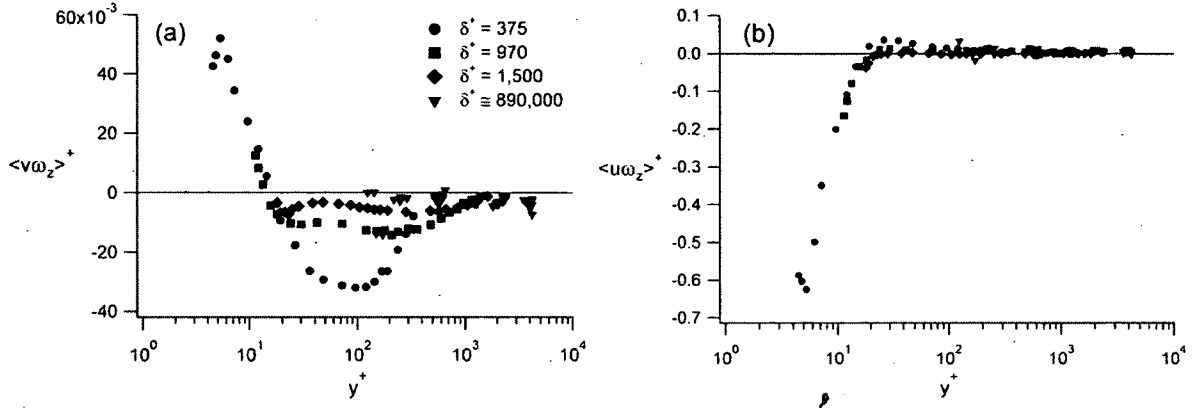 60x10⁻³
40
20
0
-20
-40
<vω_z>⁺
(a)
● δ⁺ = 375
■ δ⁺ = 970
◆ δ⁺ = 1,500
▼ δ⁺ ≅ 890,000
10⁰ 10¹ 10² 10³ 10⁴
y⁺
0.1
0.0
-0.1
-0.2
-0.3
-0.4
-0.5
-0.6
-0.7
<uω_z>⁺
(b)
10⁰ 10¹ 10² 10³ 10⁴
y⁺